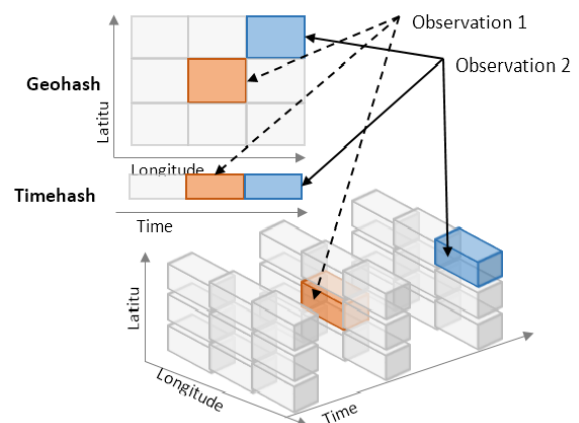 Observation 1
Observation 2
Geohash
Latitu
Longitude
Timehash
Time
Latitu
Longitude
Time